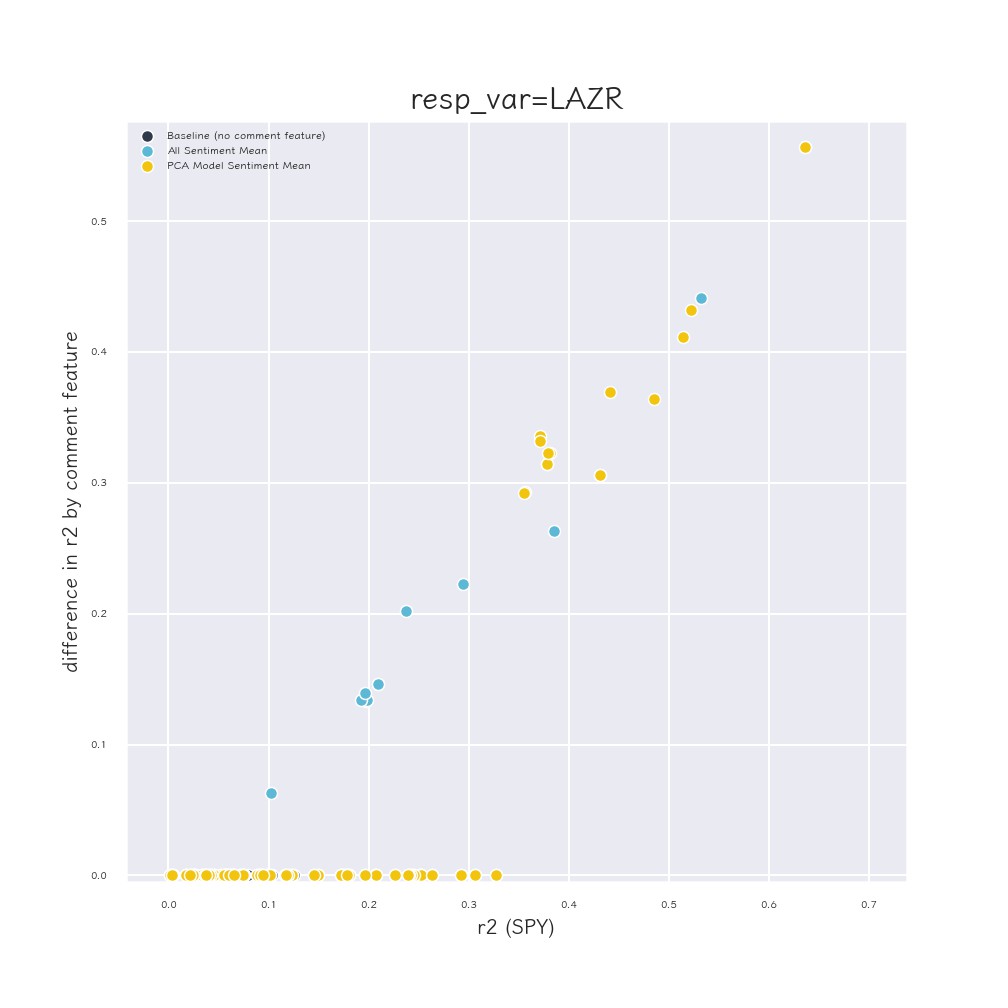 resp_var=LAZR
Baseline (no comment feature)
All Sentiment Mean
PCA Model Sentiment Mean
0.5
0.4
0.3
0.2
0.1
0.0
difference in r2 by comment feature
0.0 0.1 0.2 0.3 0.4 0.5 0.6 0.7
r2 (SPY)